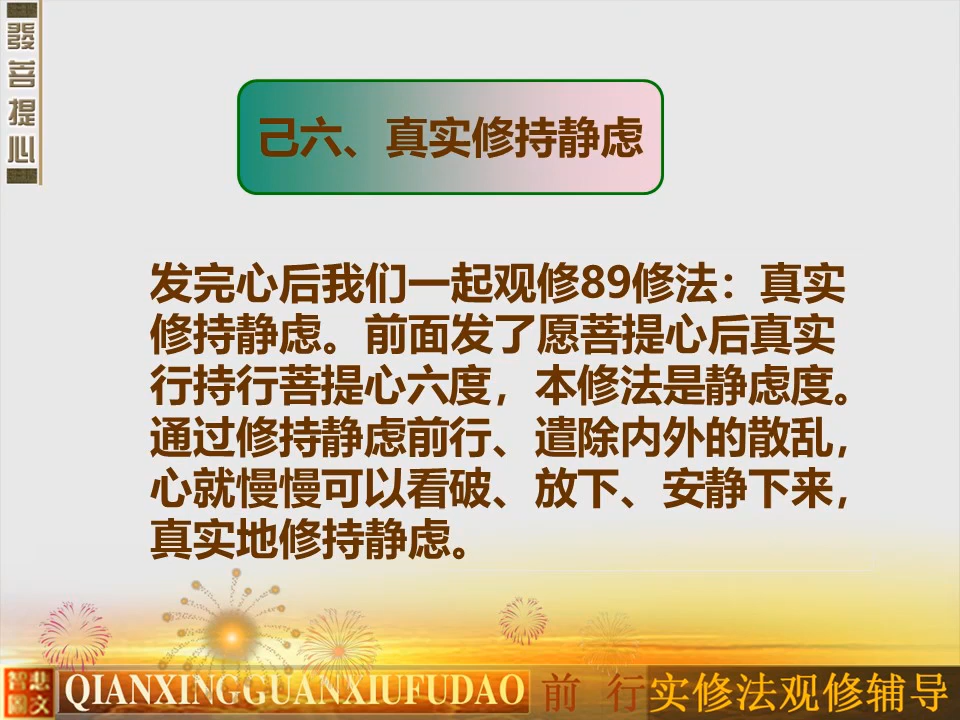 發菩提心
己六、真实修持静虑
发完心后我们一起观修89修法：真实
修持静虑。前面发了愿菩提心后真实
行持行菩提心六度，本修法是静虑度。
通过修持静虑前行、遣除内外的散乱，
心就慢慢可以看破、放下、安静下来，
真实地修持静虑。
QIANXINGGUANXIUFUDAO 前 行实修法观修辅导